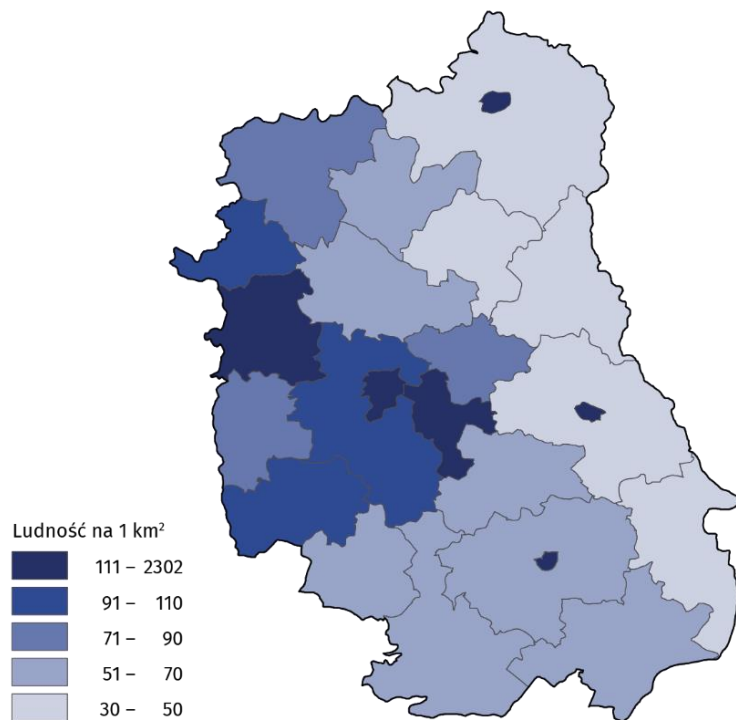 Ludność na 1 km²
111 – 2302
91 – 110
71 – 90
51 – 70
30 – 50